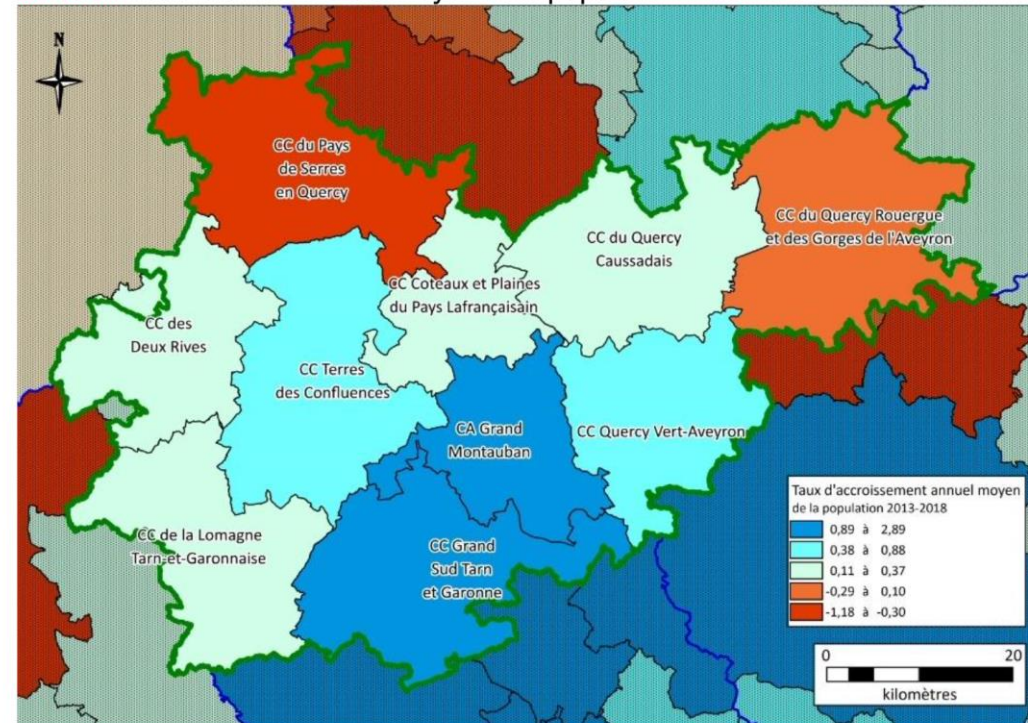 N
CC du Pays
de Serres
en Quercy
CC du Quercy Rouergue
et des Gorges de l'Aveyron
CC du Quercy
Caussadais
CC Coteaux et Plaines
du Pays Lafrançaisain
CC des
Deux Rives
CC Terres
des Confluences
CA Grand
Montauban
CC Quercy Vert-Aveyron
CC de la Lomagne
Tarn-et-Garonnaise
CC Grand
Sud Tarn
et Garonne
Taux d'accroissement annuel moyen
de la population 2013-2018
0,89 à 2,89
0,38 à 0,88
0,11 à 0,37
-0,29 à 0,10
-1,18 à -0,30
0 20
kilomètres